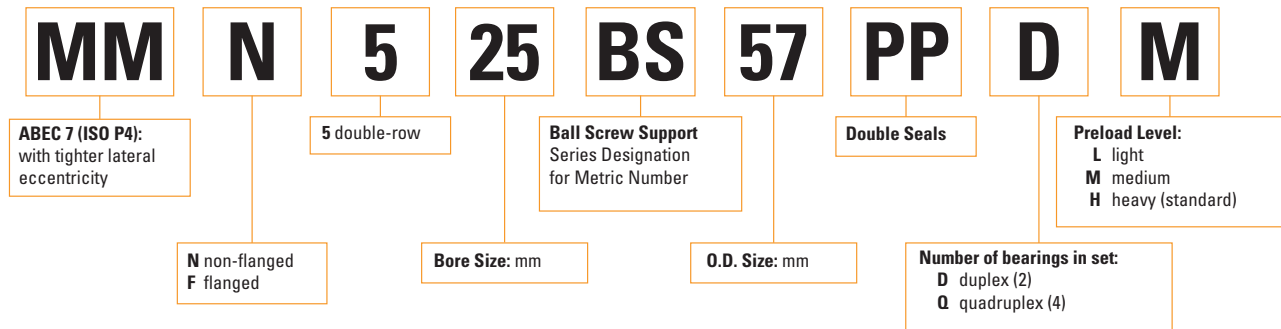 MM N 5 25 BS 57 PP D M
ABEC 7 (ISO P4):
with tighter lateral
eccentricity
5 double-row
Ball Screw Support
Series Designation
for Metric Number
Double Seals
Preload Level:
L light
M medium
H heavy (standard)
N non-flanged
F flanged
Bore Size: mm
O.D. Size: mm
Number of bearings in set:
D duplex (2)
Q quadruplex (4)